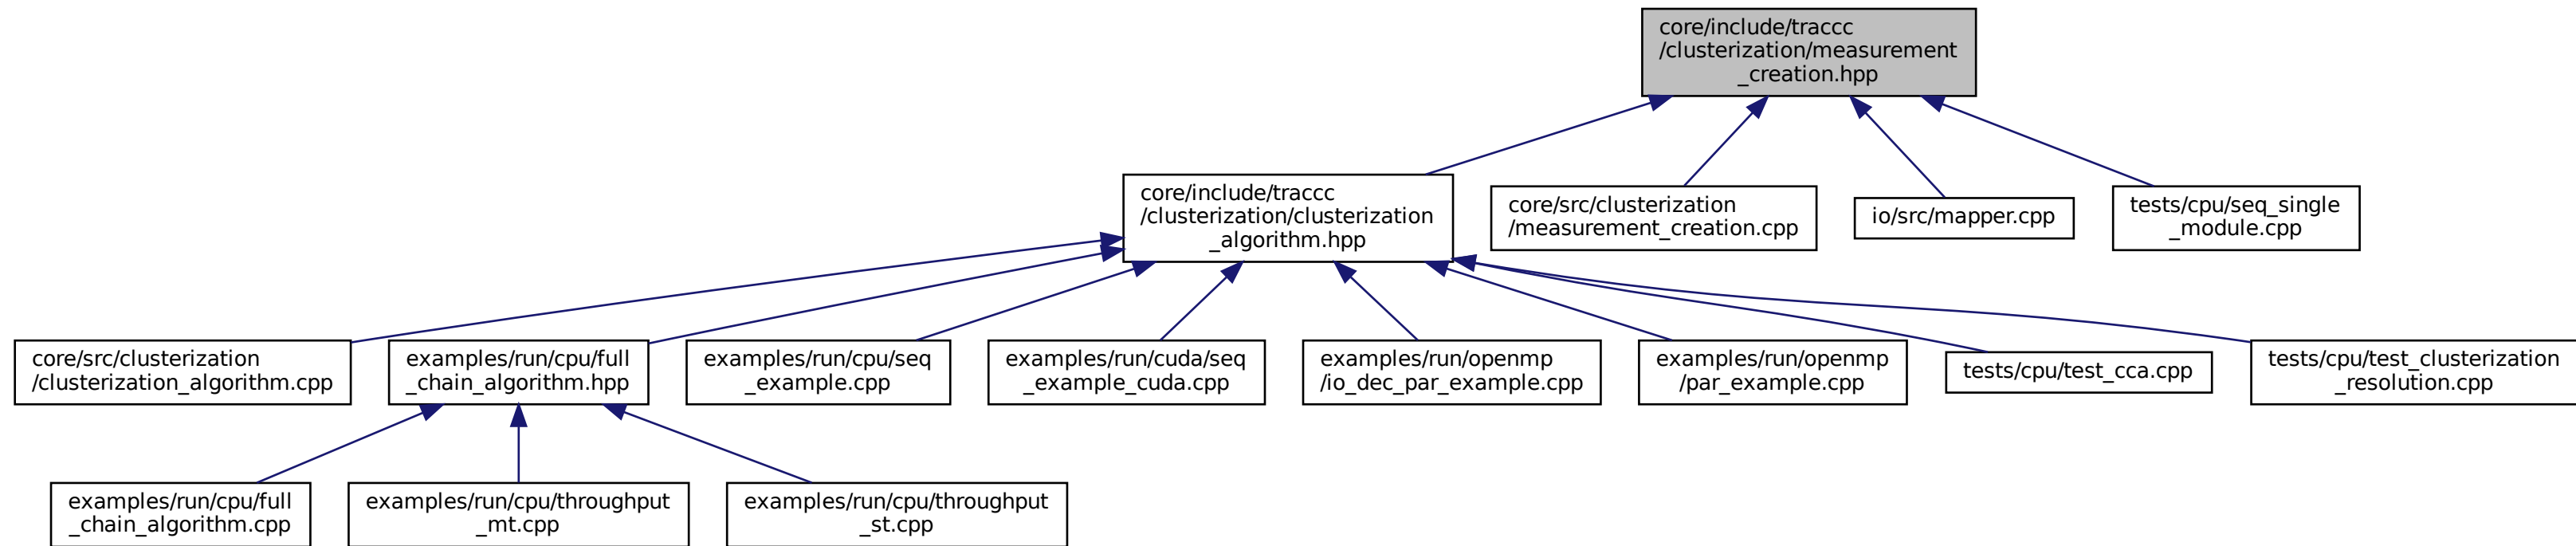 core/include/traccc
/clusterization/measurement
_creation.hpp
core/include/traccc
/clusterization/clusterization
_algorithm.hpp
core/src/clusterization
/measurement_creation.cpp
io/src/mapper.cpp
tests/cpu/seq_single
_module.cpp
core/src/clusterization
/clusterization_algorithm.cpp
examples/run/cpu/full
_chain_algorithm.hpp
examples/run/cpu/seq
_example.cpp
examples/run/cuda/seq
_example_cuda.cpp
examples/run/openmp
/io_dec_par_example.cpp
examples/run/openmp
/par_example.cpp
tests/cpu/test_cca.cpp
tests/cpu/test_clusterization
_resolution.cpp
examples/run/cpu/full
_chain_algorithm.cpp
examples/run/cpu/throughput
_mt.cpp
examples/run/cpu/throughput
_st.cpp